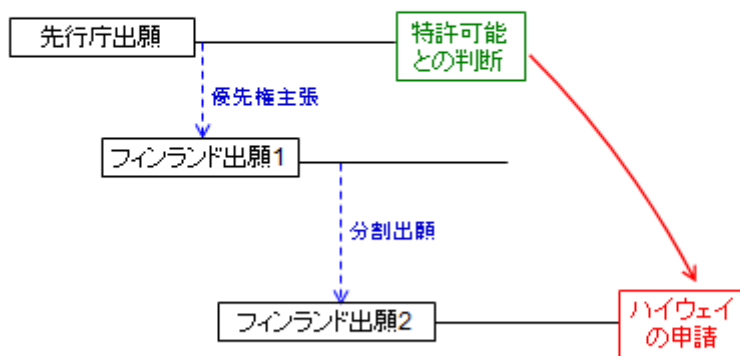 先行庁出願
特許可能
との判断
優先権主張
フィンランド出願1
分割出願
フィンランド出願2
ハイウェイ
の申請